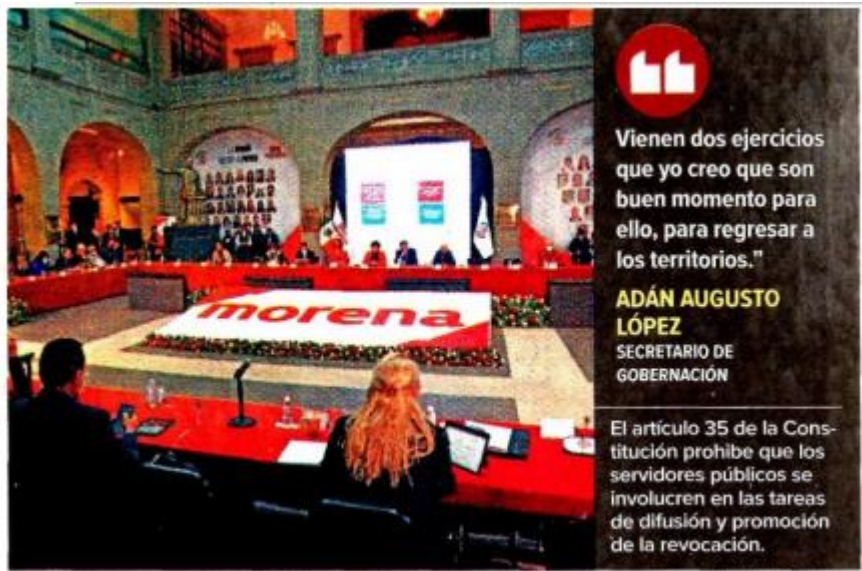 morena
Vienen dos ejercicios
que yo creo que son
buen momento para
ello, para regresar a
los territorios.”
ADÁN AUGUSTO
LÓPEZ
SECRETARIO DE
GOBERNACIÓN
El artículo 35 de la Cons-
titución prohibe que los
servidores públicos se
involucren en las tareas
de difusión y promoción
de la revocación.